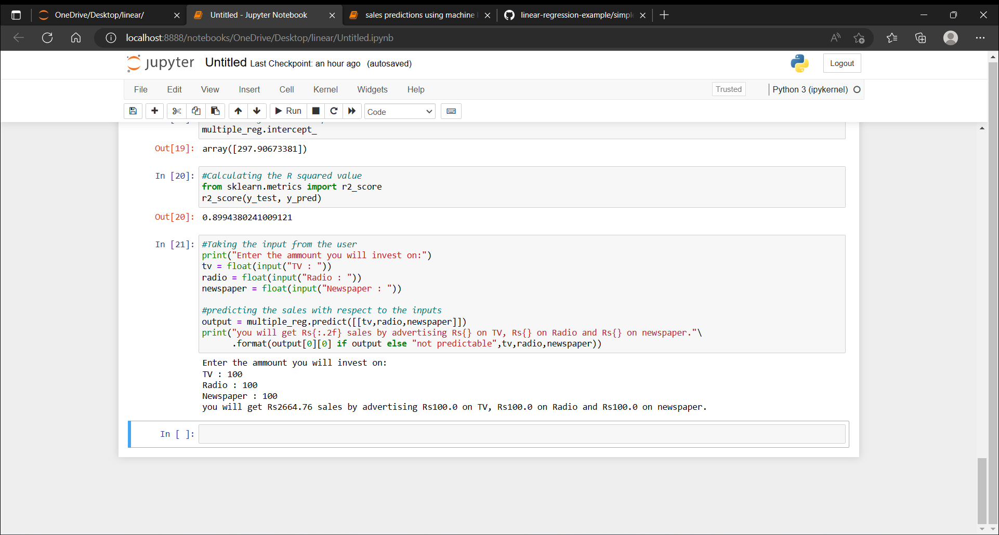 OneDrive/Desktop/linear/
Untitled - Jupyter Notebook
sales predictions using machine
linear-regression-example/simple
localhost:8888/notebooks/OneDrive/Desktop/linear/Untitled.ipynb
jupyter Untitled Last Checkpoint: an hour ago (autosaved)
Logout
File Edit View Insert Cell Kernel Widgets Help
Trusted
Python 3 (ipykernel)
Run
Code
multiple_reg.intercept_
Out[19]: array([297.90673381])
In [20]: #Calculating the R squared value
from sklearn.metrics import r2_score
r2_score(y_test, y_pred)
Out[20]: 0.8994380241009121
In [21]: #Taking the input from the user
print("Enter the ammount you will invest on:")
tv = float(input("TV : "))
radio = float(input("Radio : "))
newspaper = float(input("Newspaper : "))
#predicting the sales with respect to the inputs
output = multiple_reg.predict([[tv,radio,newspaper]])
print("you will get Rs{:.2f} sales by advertising Rs{} on TV, Rs{} on Radio and Rs{} on newspaper."\
.format(output[0][0] if output else "not predictable",tv,radio,newspaper))
Enter the ammount you will invest on:
TV : 100
Radio : 100
Newspaper : 100
you will get Rs2664.76 sales by advertising Rs100.0 on TV, Rs100.0 on Radio and Rs100.0 on newspaper.
In [ ]: